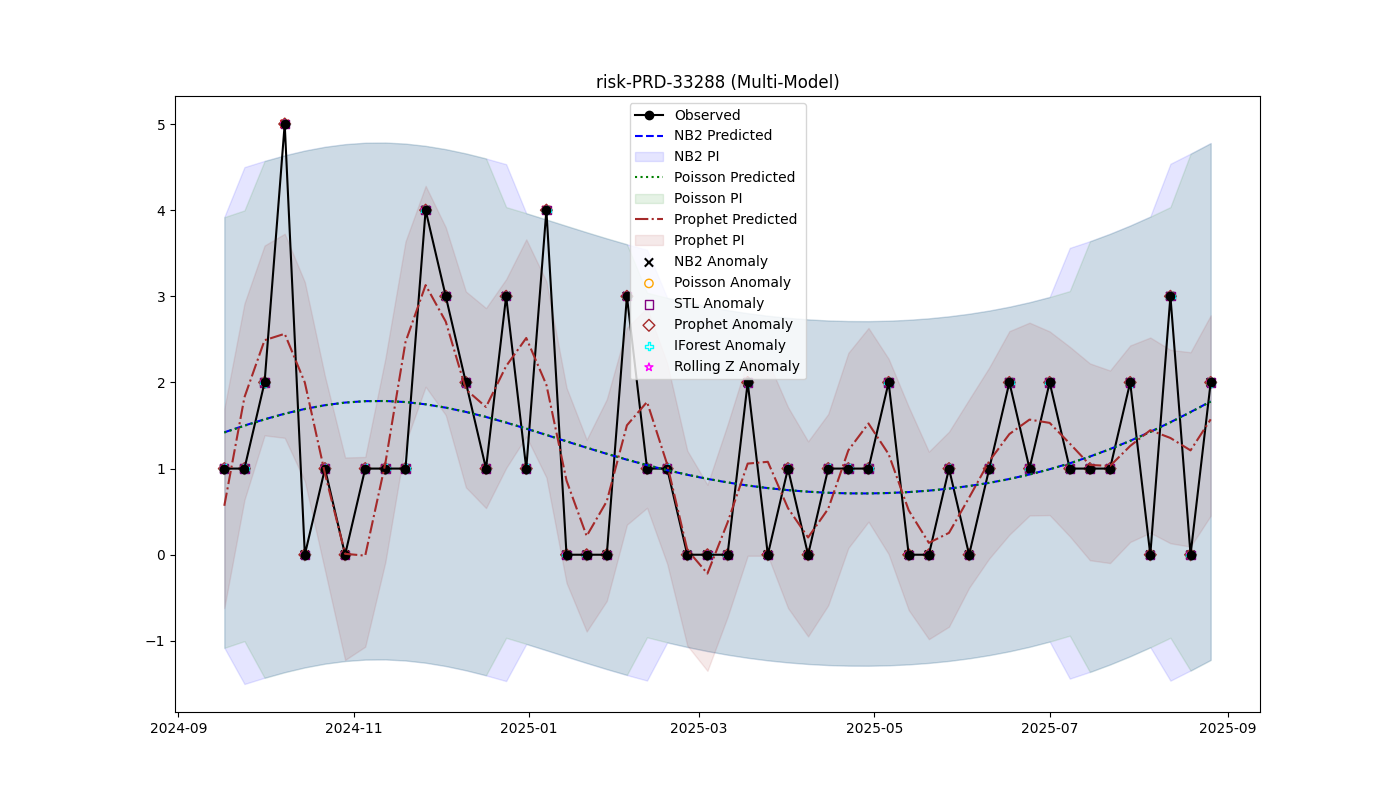 risk-PRD-33288 (Multi-Model)
5
4
3
2
1
0
−1
Observed
NB2 Predicted
NB2 PI
Poisson Predicted
Poisson PI
Prophet Predicted
Prophet PI
NB2 Anomaly
Poisson Anomaly
STL Anomaly
Prophet Anomaly
IForest Anomaly
Rolling Z Anomaly
2024-09 2024-11 2025-01 2025-03 2025-05 2025-07 2025-09